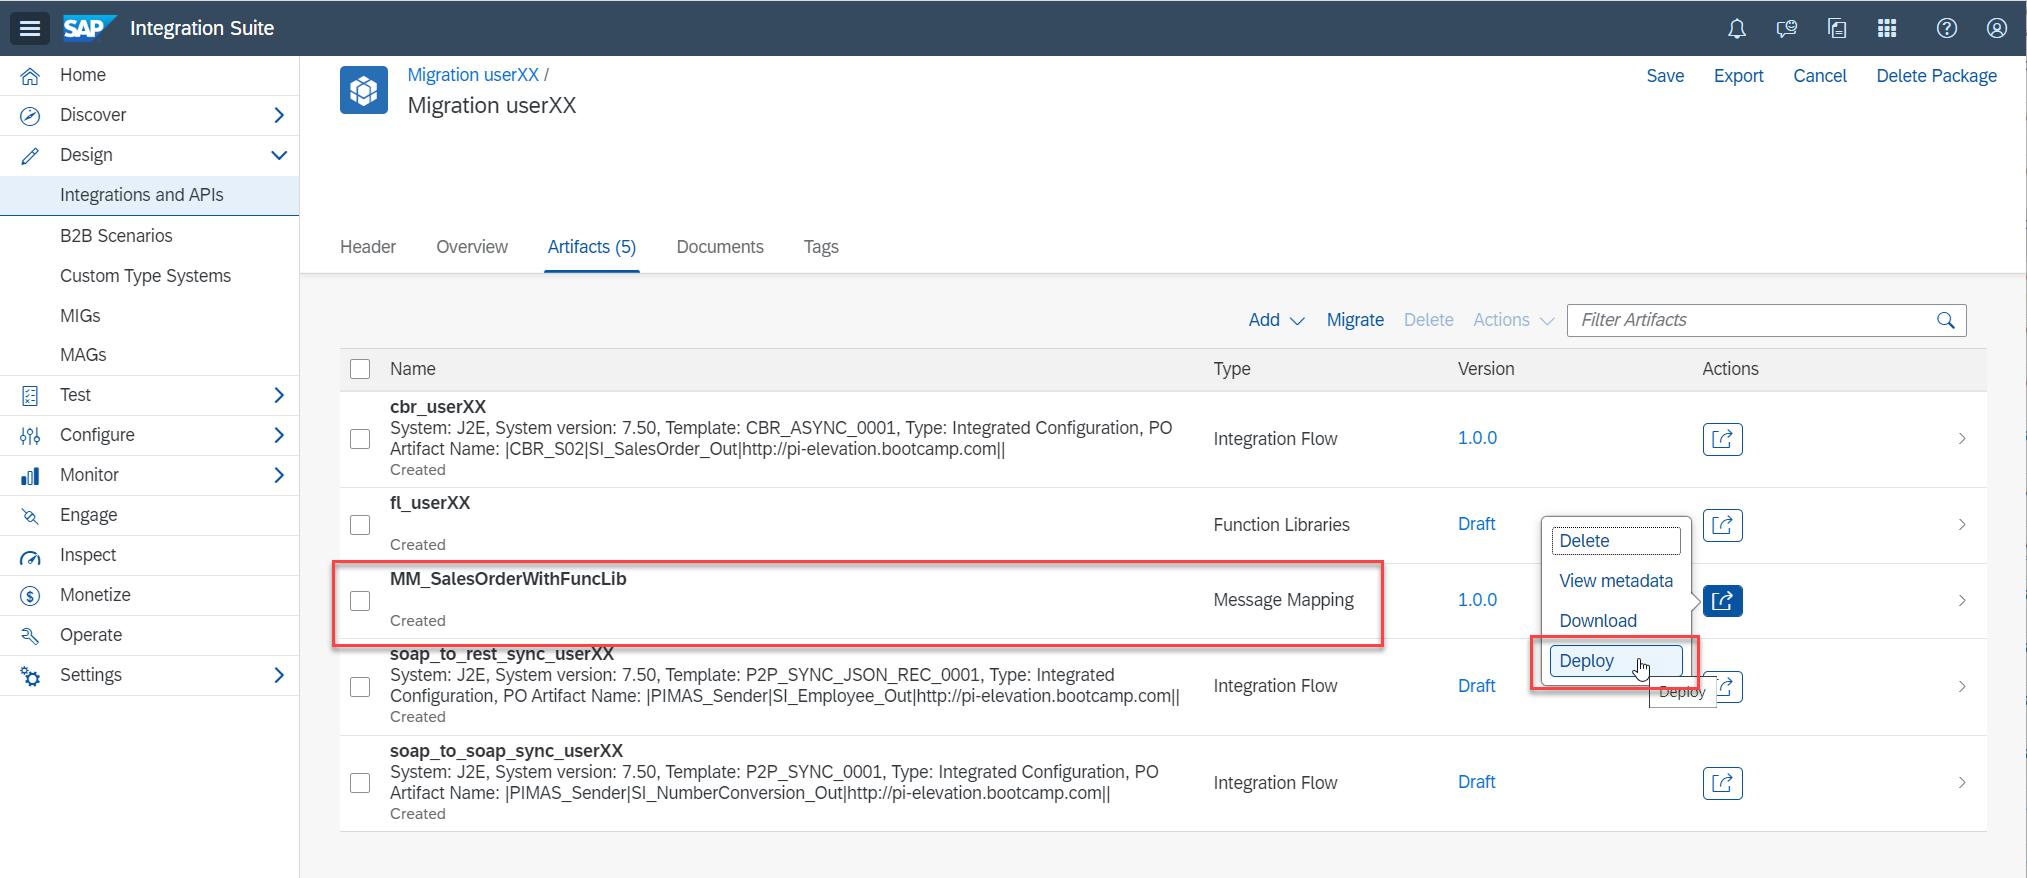 SAP Integration Suite
Home
Discover
Design
Integrations and APIs
B2B Scenarios
Custom Type Systems
MIGs
MAGs
Test
Configure
Monitor
Engage
Inspect
Monetize
Operate
Settings
Migration userXX /
Migration userXX
Save Export Cancel Delete Package
Header Overview Artifacts (5) Documents Tags
Add Migrate Delete Actions Filter Artifacts
Name Type Version Actions
cbr_userXX
System: J2E, System version: 7.50, Template: CBR_ASYNC_0001, Type: Integrated Configuration, PO
Artifact Name: |CBR_S02|SI_SalesOrder_Out|http://pi-elevation.bootcamp.com||
Created
Integration Flow 1.0.0
fl_userXX
Created
Function Libraries Draft
MM_SalesOrderWithFuncLib
Created
Message Mapping 1.0.0
Delete
View metadata
Download
Deploy
Deploy
soap_to_rest_sync_userXX
System: J2E, System version: 7.50, Template: P2P_SYNC_JSON_REC_0001, Type: Integrated
Configuration, PO Artifact Name: |PIMAS_Sender|SI_Employee_Out|http://pi-elevation.bootcamp.com||
Created
Integration Flow Draft
soap_to_soap_sync_userXX
System: J2E, System version: 7.50, Template: P2P_SYNC_0001, Type: Integrated Configuration, PO
Artifact Name: |PIMAS_Sender|SI_NumberConversion_Out|http://pi-elevation.bootcamp.com||
Created
Integration Flow Draft